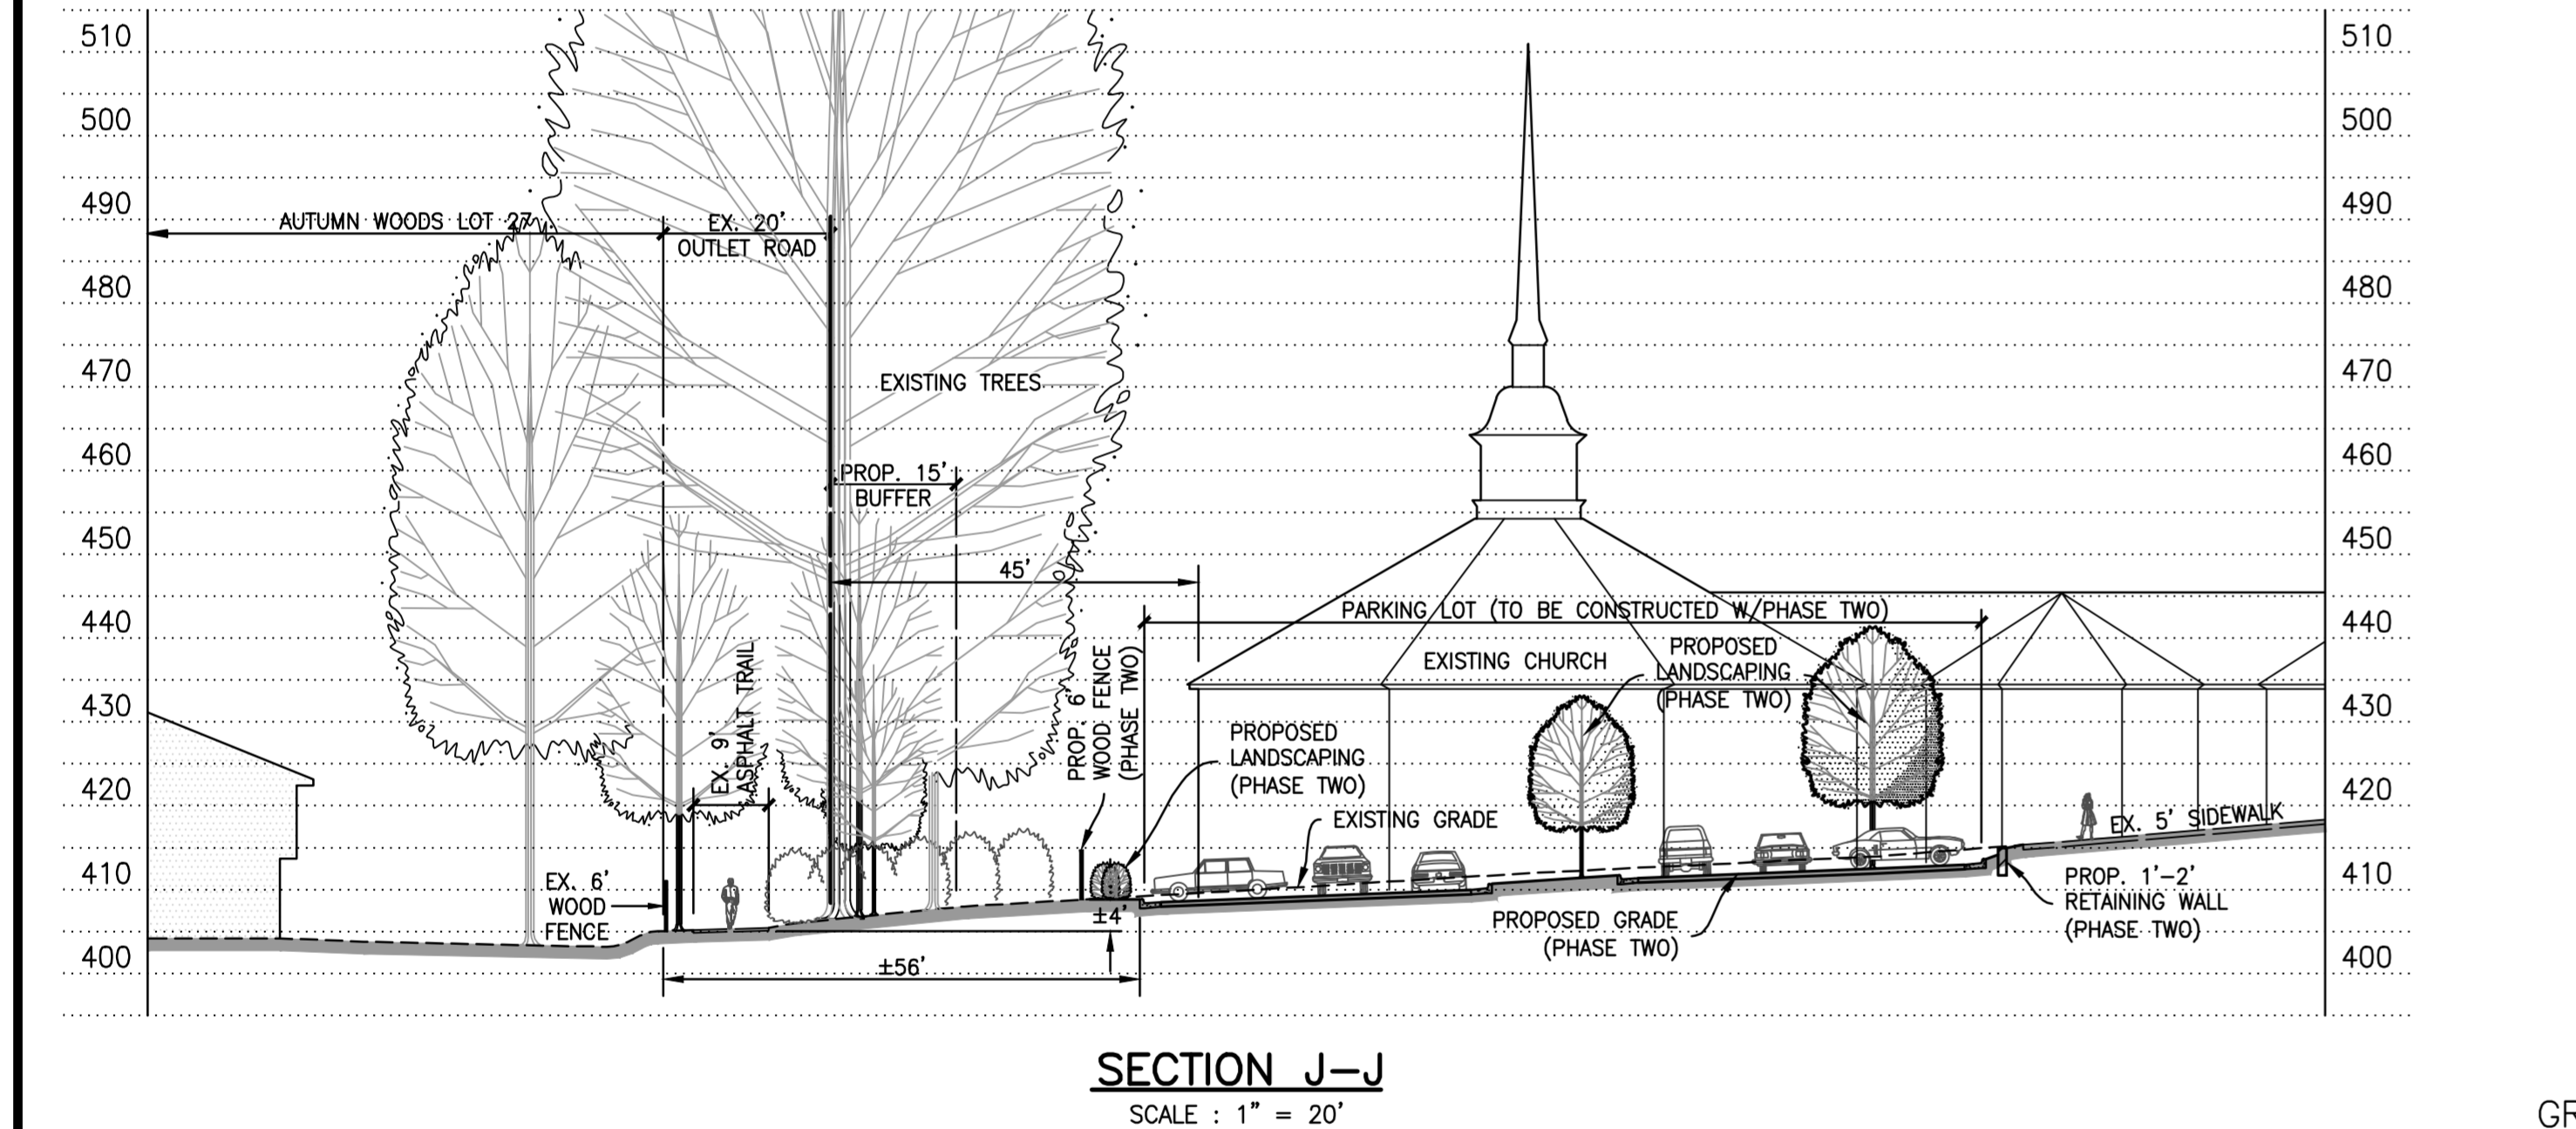 510
510
500
500
490
490
AUTUMN WOODS LOT 27
EX. 20'
OUTLET ROAD
480
480
470
470
EXISTING TREES
460
460
PROP. 15'
BUFFER
450
450
45'
440
440
PARKING LOT (TO BE CONSTRUCTED W/PHASE TWO)
EXISTING CHURCH
PROPOSED
LANDSCAPING
(PHASE TWO)
430
430
EX. 9'
ASPHALT TRAIL
PROP. 6'
WOOD FENCE
(PHASE TWO)
PROPOSED
LANDSCAPING
(PHASE TWO)
420
420
EXISTING GRADE
EX. 5' SIDEWALK
410
410
EX. 6'
WOOD
FENCE
±4'
PROPOSED GRADE
(PHASE TWO)
PROP. 1'-2'
RETAINING WALL
(PHASE TWO)
400
400
±56'
SECTION J-J
SCALE : 1" = 20'
GR